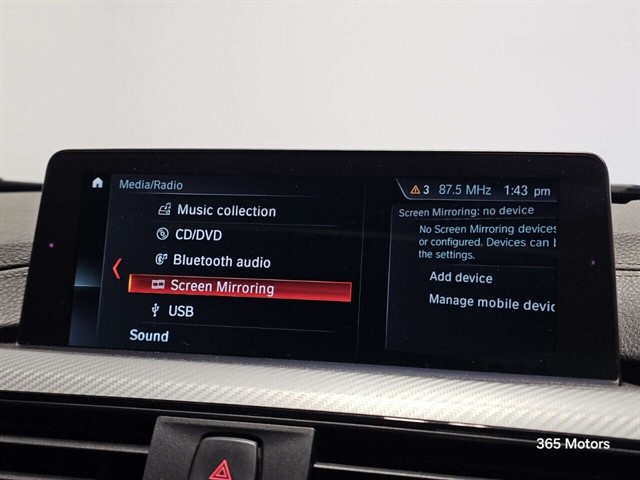 Media/Radio
3 87.5 MHz 1:43 pm
Music collection
CD/DVD
Bluetooth audio
Screen Mirroring
USB
Sound
Screen Mirroring: no device
No Screen Mirroring devices
or configured. Devices can b
the settings.
Add device
Manage mobile devic
365 Motors